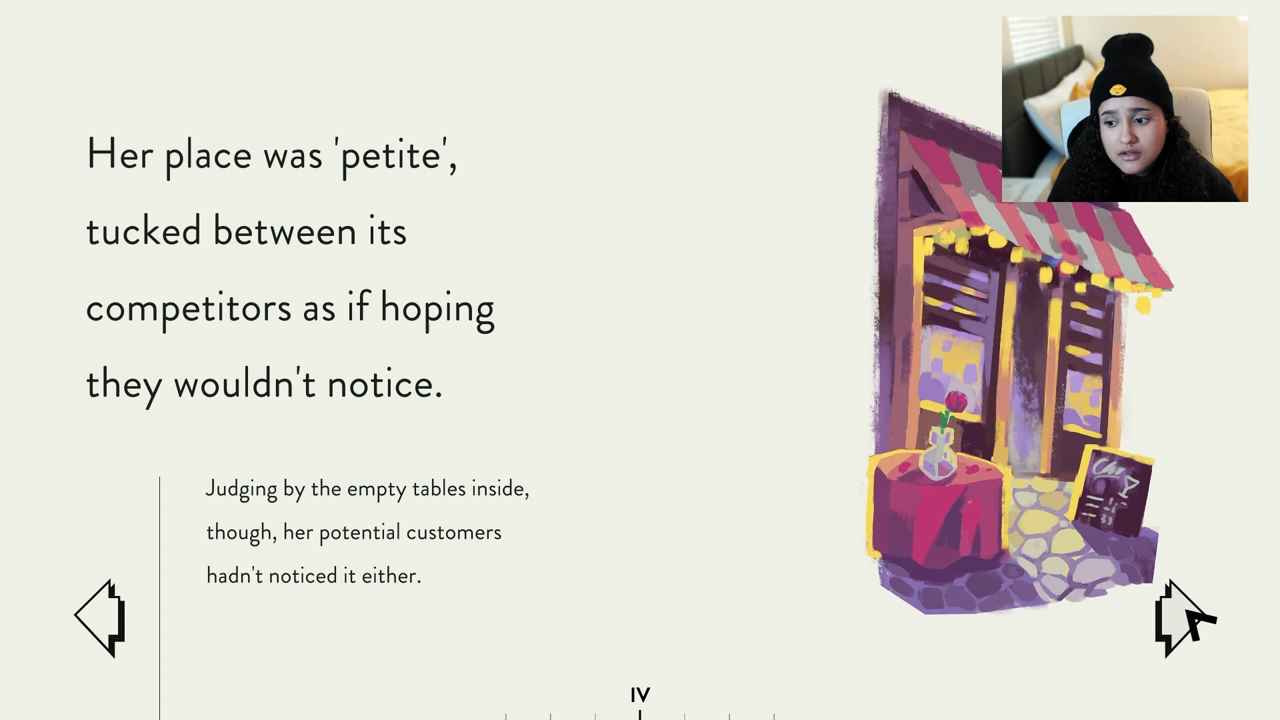 Her place was 'petite',
tucked between its
competitors as if hoping
they wouldn't notice.
Judging by the empty tables inside,
though, her potential customers
hadn't noticed it either.
IV